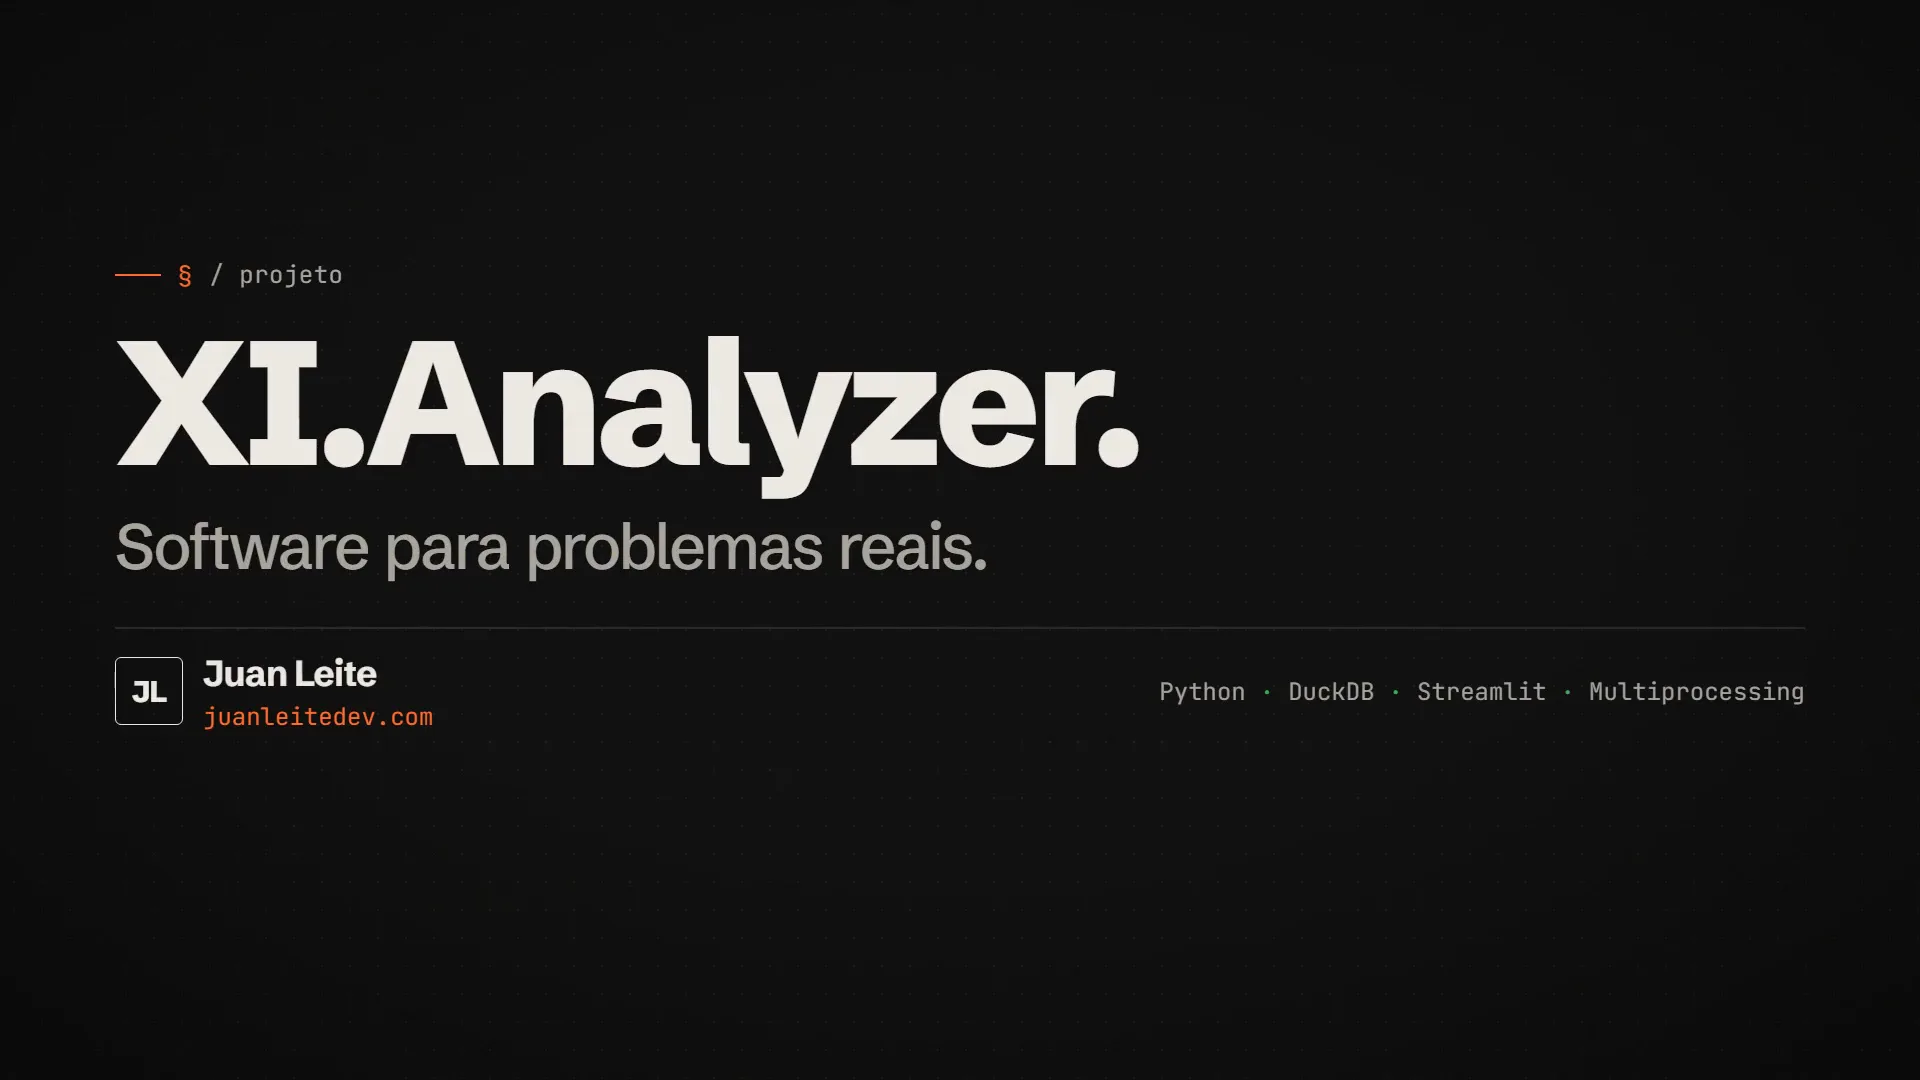 § / projeto
XI.Analyzer.
Software para problemas reais.
JL
Juan Leite
juanleitedev.com
Python · DuckDB · Streamlit · Multiprocessing